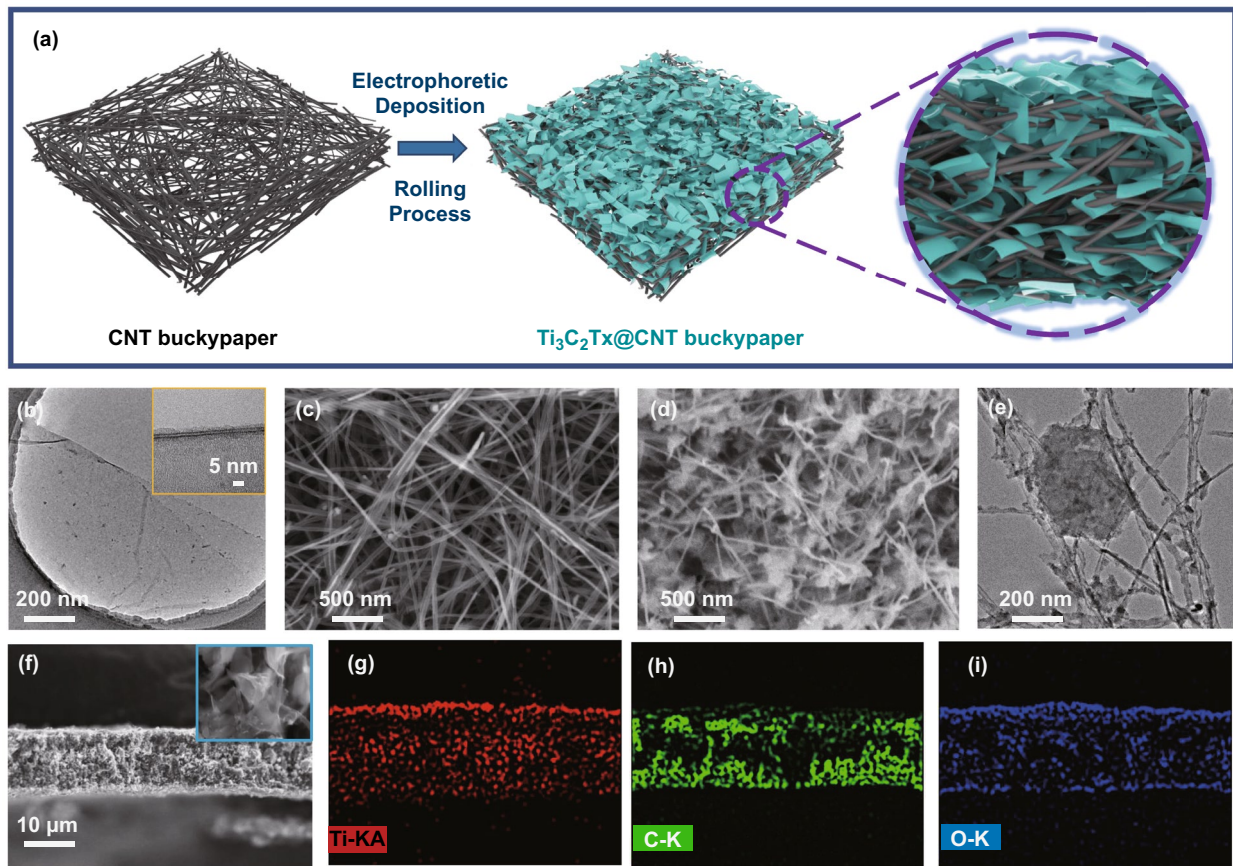 (a)
Electrophoretic
Deposition
Rolling
Process
CNT buckypaper
Ti₃C₂Tx@CNT buckypaper
(b)
5 nm
200 nm
(c)
500 nm
(d)
500 nm
(e)
200 nm
(f)
10 µm
(g)
Ti-KA
(h)
C-K
(i)
O-K